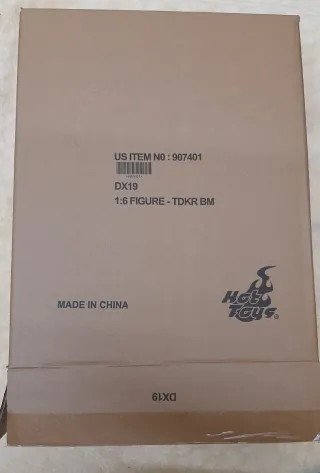 US ITEM NO : 907401
DX19
1:6 FIGURE - TDKR BM
MADE IN CHINA
Hot
Toys®
DX19